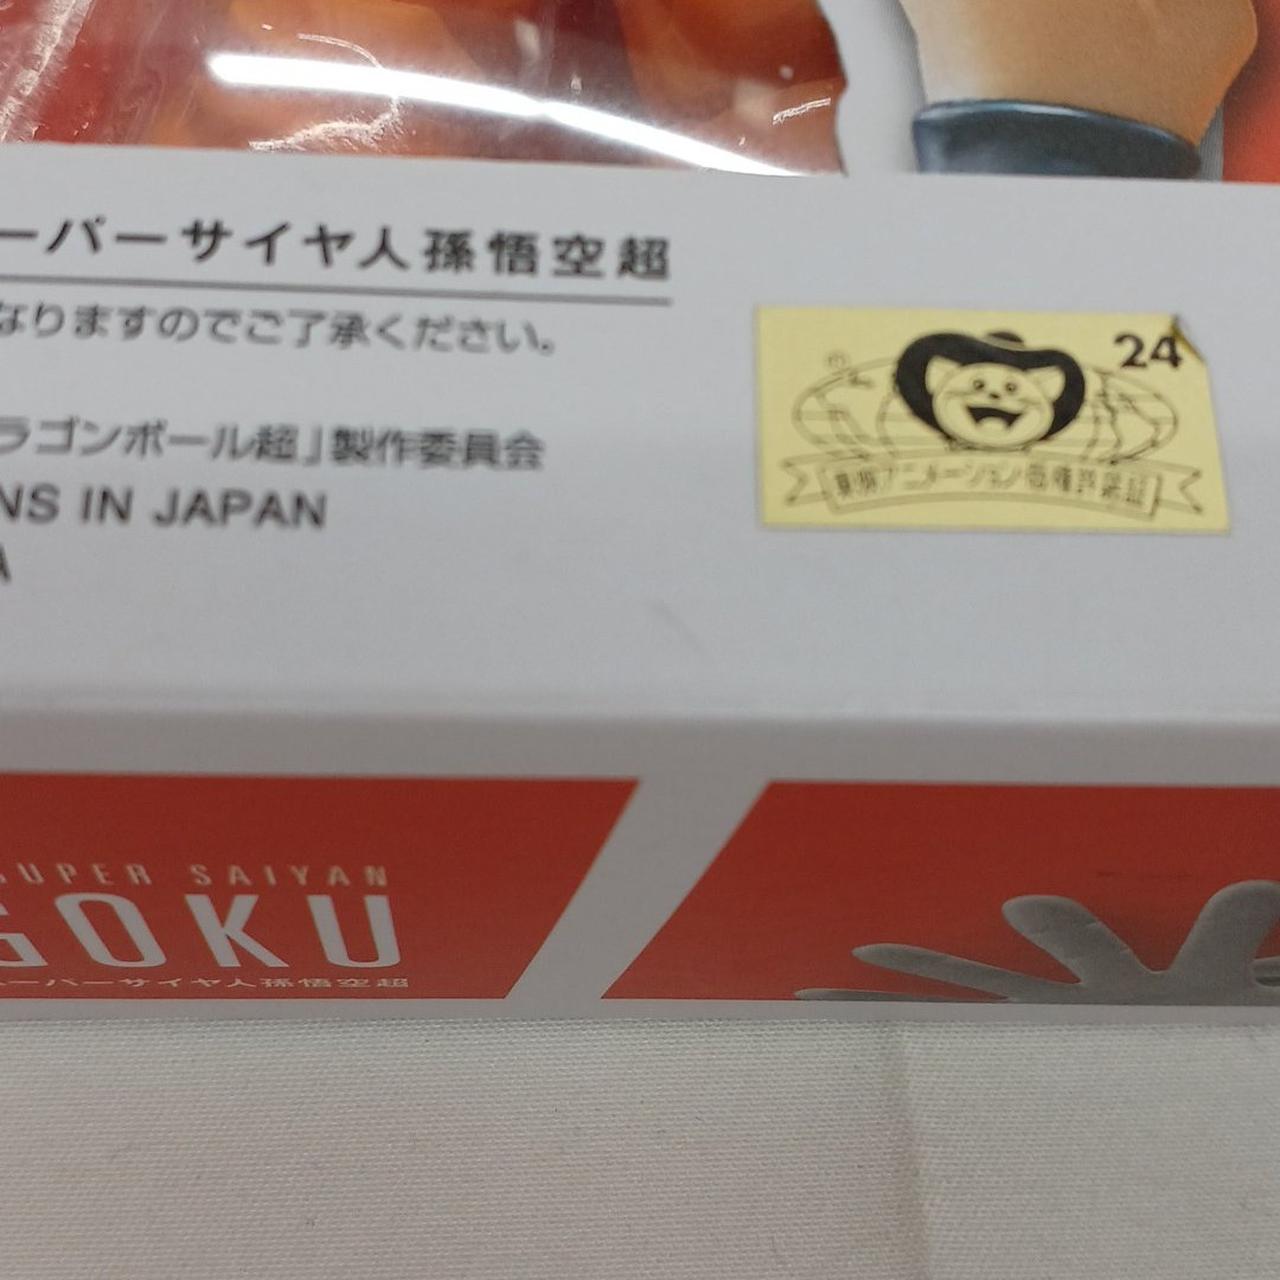 ーパーサイヤ人孫悟空超
なりますのでご了承ください。
ラゴンボール超」製作委員会
NS IN JAPAN
A
24
東映アニメーション版権許諾証
SUPER SAIYAN
GOKU
ーパーサイヤ人孫悟空超